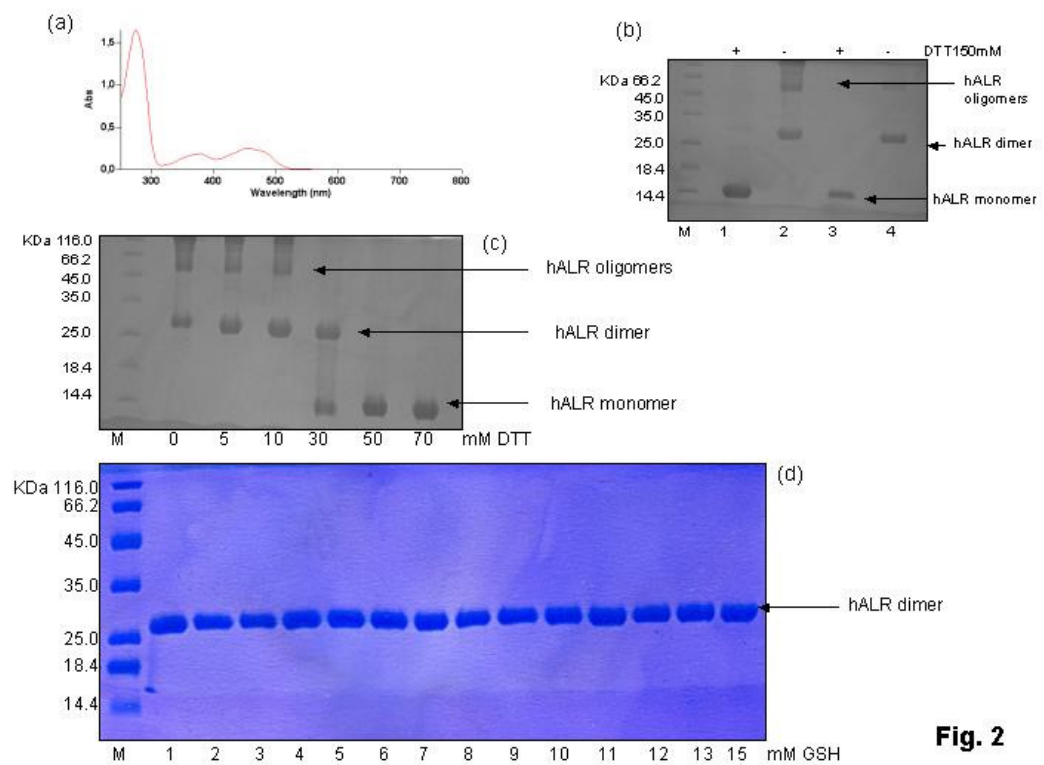 (a)
1,5
1,0
0,5
0,0
Abs
300 400 500 600 700 800
Wavelength (nm)
(b)
+ - + - DTT150mM
KDa 66.2
45.0
35.0
25.0
18.4
14.4
hALR
oligomers
hALR dimer
hALR monomer
M 1 2 3 4
(c)
KDa 116.0
66.2
45.0
35.0
25.0
18.4
14.4
hALR oligomers
hALR dimer
hALR monomer
M 0 5 10 30 50 70 mM DTT
(d)
KDa 116.0
66.2
45.0
35.0
25.0
18.4
14.4
hALR dimer
M 1 2 3 4 5 6 7 8 9 10 11 12 13 15 mM GSH
Fig. 2